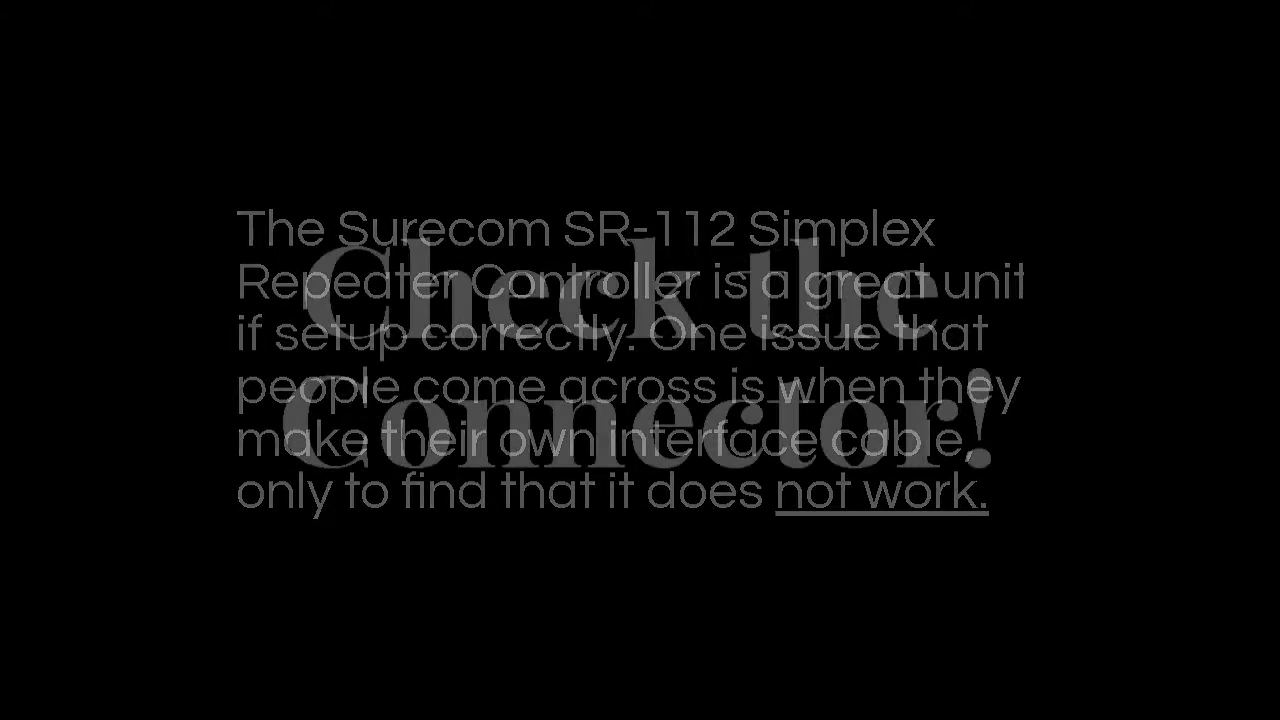 The Surecom SR-112 Simplex
Repeater Controller is a great unit
if setup correctly. One issue that
people come across is when they
make their own interface cable,
only to find that it does not work.
Check the
Connector!